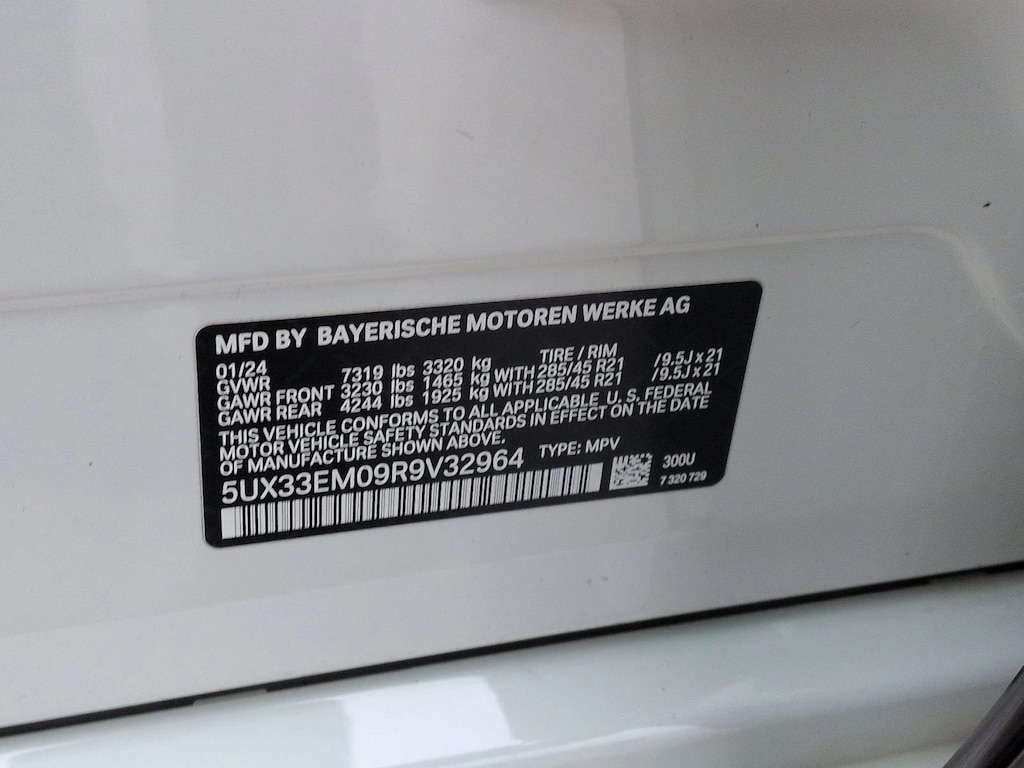 MFD BY BAYERISCHE MOTOREN WERKE AG
01/24 TIRE / RIM
GVWR 7319 lbs 3320 kg
GAWR FRONT 3230 lbs 1465 kg WITH 285/45 R21 /9.5J x 21
GAWR REAR 4244 lbs 1925 kg WITH 285/45 R21 /9.5J x 21
THIS VEHICLE CONFORMS TO ALL APPLICABLE U. S. FEDERAL
MOTOR VEHICLE SAFETY STANDARDS IN EFFECT ON THE DATE
OF MANUFACTURE SHOWN ABOVE.
5UX33EM09R9V32964 TYPE: MPV
300U
7 320 729